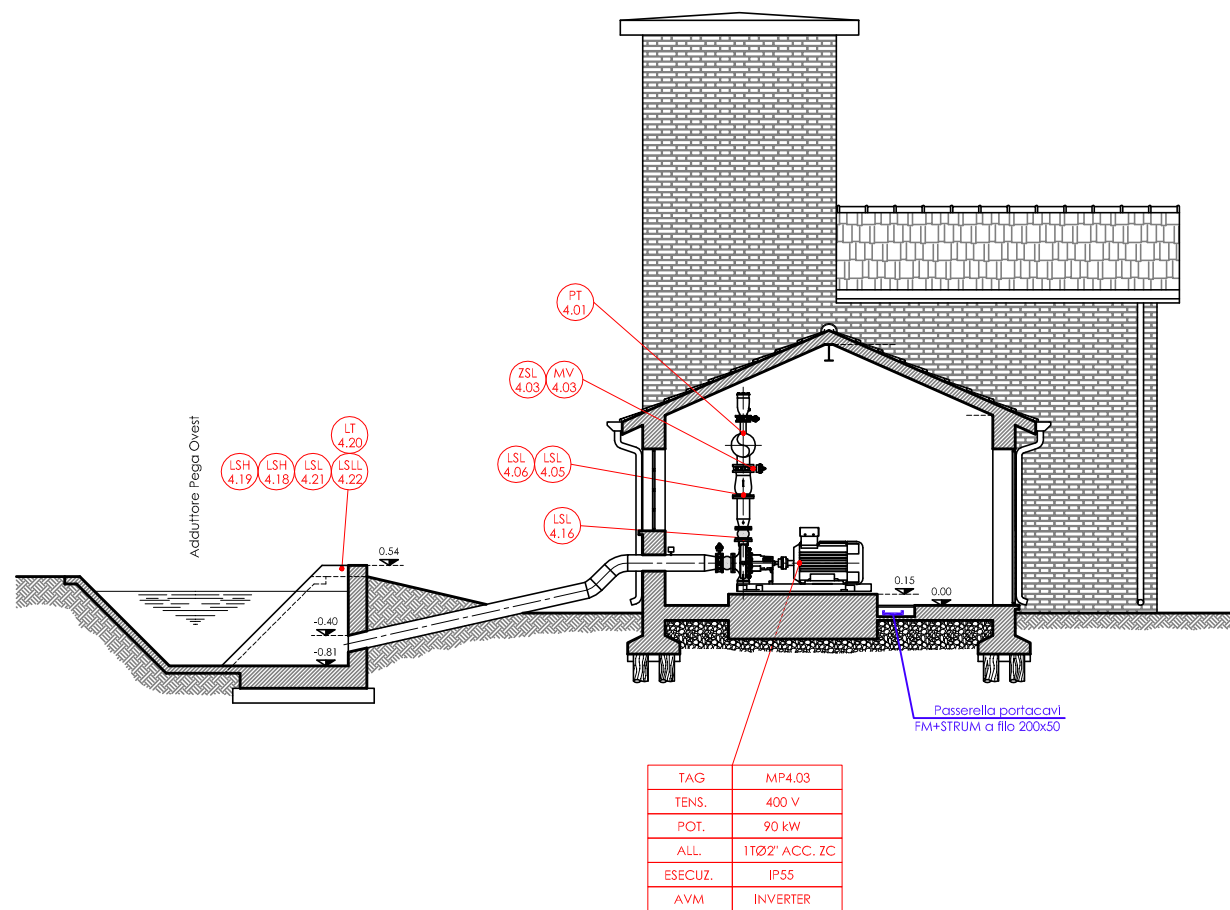 PT
4.01
ZSL
4.03
MV
4.03
LT
4.20
LSH
4.19
LSH
4.18
LSL
4.21
LSLL
4.22
LSL
4.06
LSL
4.05
LSL
4.16
Adduttore Pega Ovest
0.54
-0.40
-0.81
0.15
0.00
Passerella portacavi
FM+STRUM a filo 200x50
TAG MP4.03
TENS. 400 V
POT. 90 kW
ALL. 1TØ2" ACC. ZC
ESECUZ. IP55
AVM INVERTER